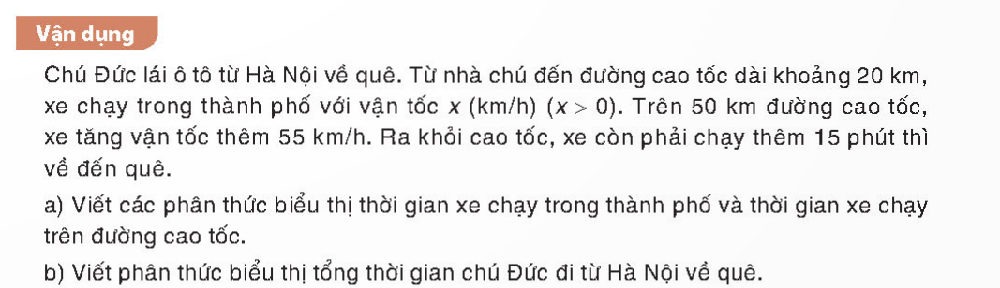 Vận dụng
Chú Đức lái ô tô từ Hà Nội về quê. Từ nhà chú đến đường cao tốc dài khoảng 20 km,
xe chạy trong thành phố với vận tốc x (km/h) (x > 0). Trên 50 km đường cao tốc,
xe tăng vận tốc thêm 55 km/h. Ra khỏi cao tốc, xe còn phải chạy thêm 15 phút thì
về đến quê.
a) Viết các phân thức biểu thị thời gian xe chạy trong thành phố và thời gian xe chạy
trên đường cao tốc.
b) Viết phân thức biểu thị tổng thời gian chú Đức đi từ Hà Nội về quê.